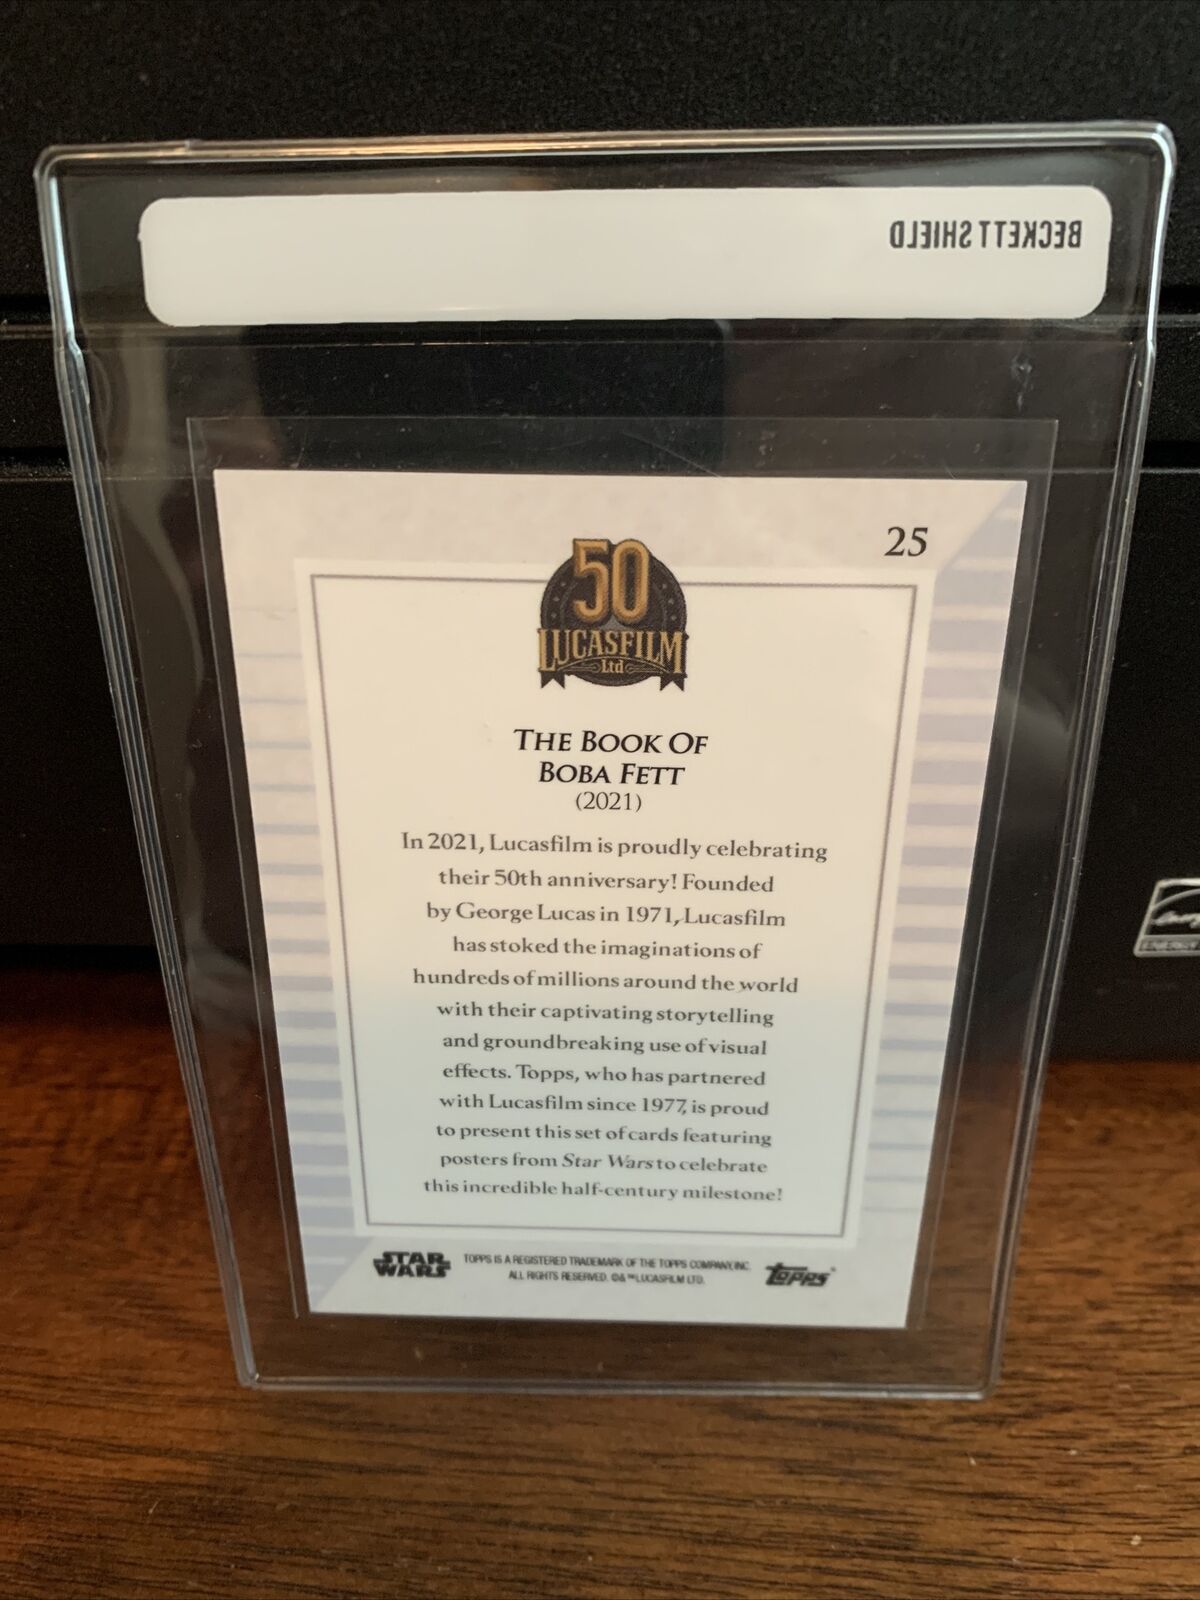 BECKETT SHIELD
25
50
LUCASFILM
Ltd
THE BOOK OF
BOBA FETT
(2021)
In 2021, Lucasfilm is proudly celebrating
their 50th anniversary! Founded
by George Lucas in 1971, Lucasfilm
has stoked the imaginations of
hundreds of millions around the world
with their captivating storytelling
and groundbreaking use of visual
effects. Topps, who has partnered
with Lucasfilm since 1977, is proud
to present this set of cards featuring
posters from Star Wars to celebrate
this incredible half-century milestone!
STAR
WARS
TOPPS IS A REGISTERED TRADEMARK OF THE TOPPS COMPANY, INC.
ALL RIGHTS RESERVED. ©& ™ LUCASFILM LTD.
topps
ENERGY